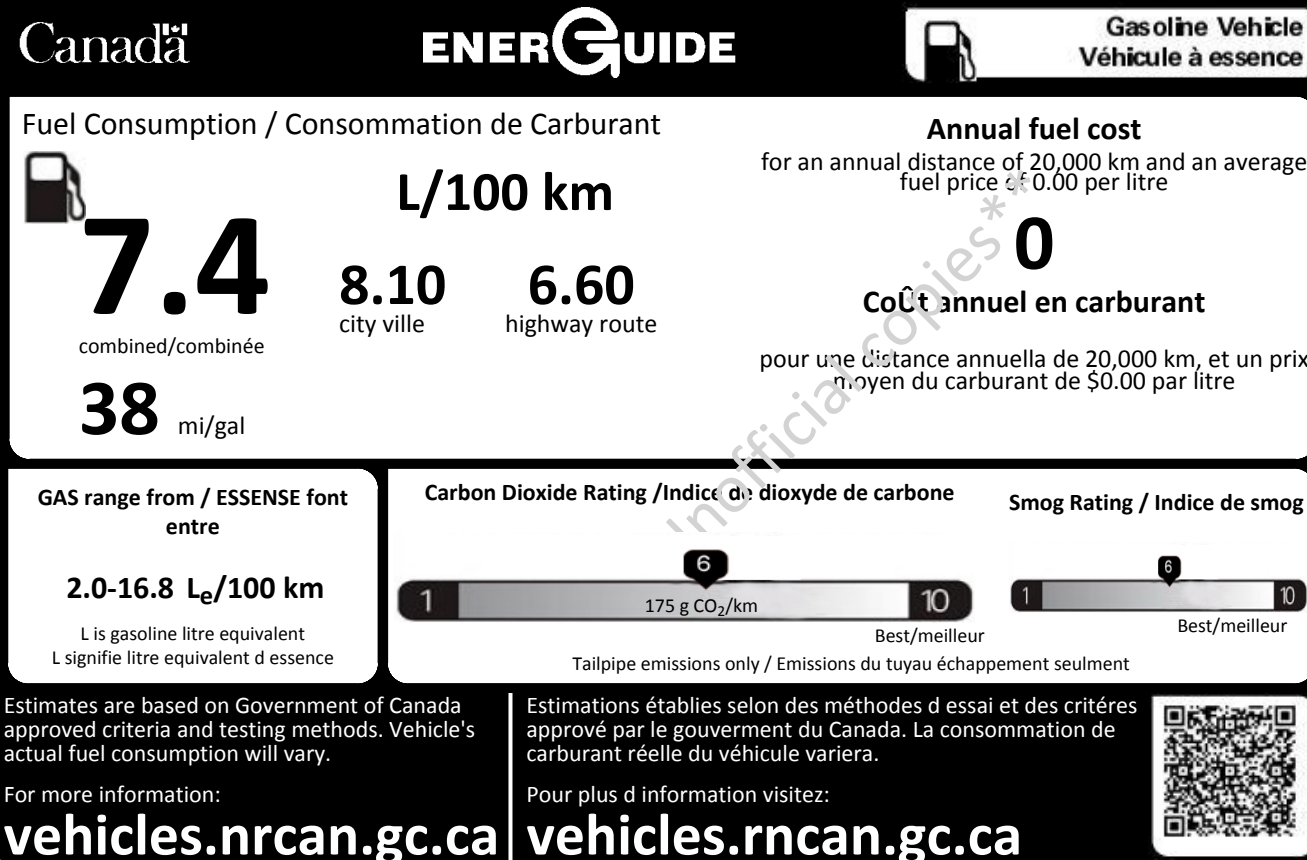 Canada
ENERGUIDE
Gasoline Vehicle
Véhicule à essence
Fuel Consumption / Consommation de Carburant
L/100 km
7.4
combined/combinée
8.10
city ville
6.60
highway route
38 mi/gal
Annual fuel cost
for an annual distance of 20,000 km and an average
fuel price of 0.00 per litre
0
CoÛt annuel en carburant
pour une distance annuella de 20,000 km, et un prix
moyen du carburant de $0.00 par litre
Unofficial copies**
GAS range from / ESSENSE font
entre
2.0-16.8 Le/100 km
L is gasoline litre equivalent
L signifie litre equivalent d essence
Carbon Dioxide Rating /Indice de dioxyde de carbone
6
1
175 g CO2/km
10
Best/meilleur
Smog Rating / Indice de smog
6
1
10
Best/meilleur
Tailpipe emissions only / Emissions du tuyau échappement seulment
Estimates are based on Government of Canada
approved criteria and testing methods. Vehicle's
actual fuel consumption will vary.
For more information:
vehicles.nrcan.gc.ca
Estimations établies selon des méthodes d essai et des critéres
apprové par le gouverment du Canada. La consommation de
carburant réelle du véhicule variera.
Pour plus d information visitez:
vehicles.rncan.gc.ca